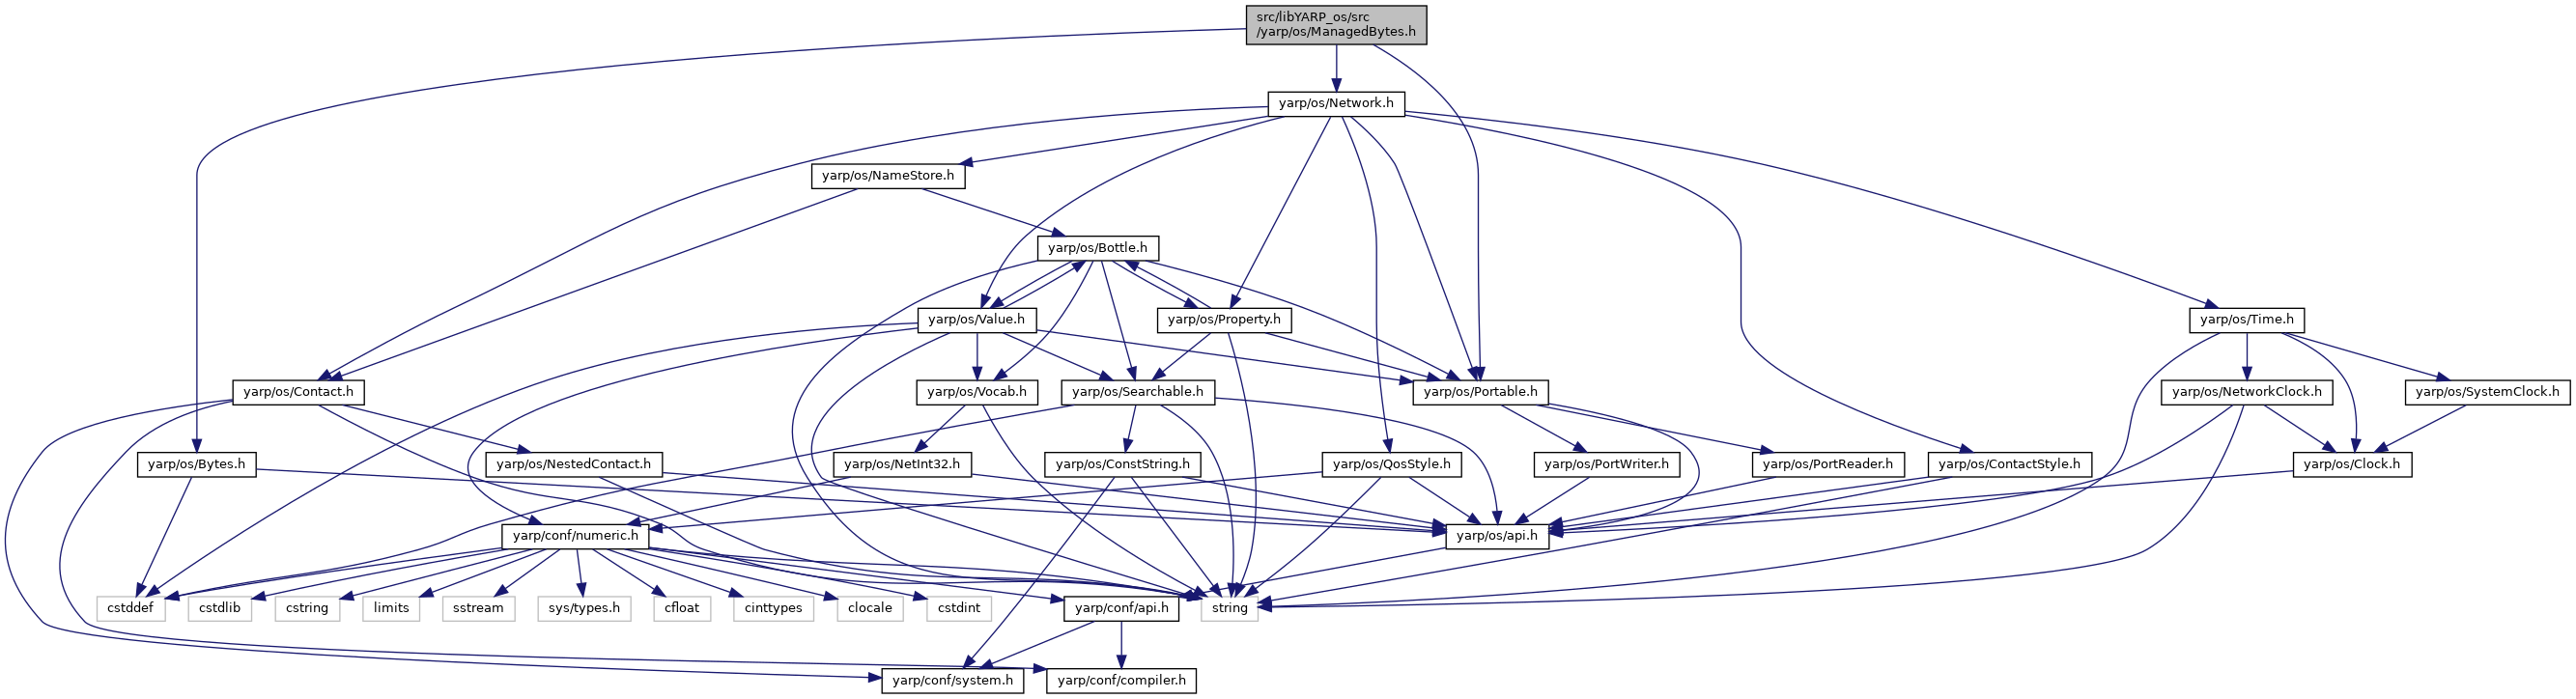 src/libYARP_os/src
/yarp/os/ManagedBytes.h
yarp/os/Network.h
yarp/os/NameStore.h
yarp/os/Bottle.h
yarp/os/Value.h
yarp/os/Property.h
yarp/os/Time.h
yarp/os/Contact.h
yarp/os/Vocab.h
yarp/os/Searchable.h
yarp/os/Portable.h
yarp/os/NetworkClock.h
yarp/os/SystemClock.h
yarp/os/Bytes.h
yarp/os/NestedContact.h
yarp/os/NetInt32.h
yarp/os/ConstString.h
yarp/os/QosStyle.h
yarp/os/PortWriter.h
yarp/os/PortReader.h
yarp/os/ContactStyle.h
yarp/os/Clock.h
yarp/conf/numeric.h
yarp/os/api.h
cstddef
cstdlib
cstring
limits
sstream
sys/types.h
cfloat
cinttypes
clocale
cstdint
yarp/conf/api.h
string
yarp/conf/system.h
yarp/conf/compiler.h